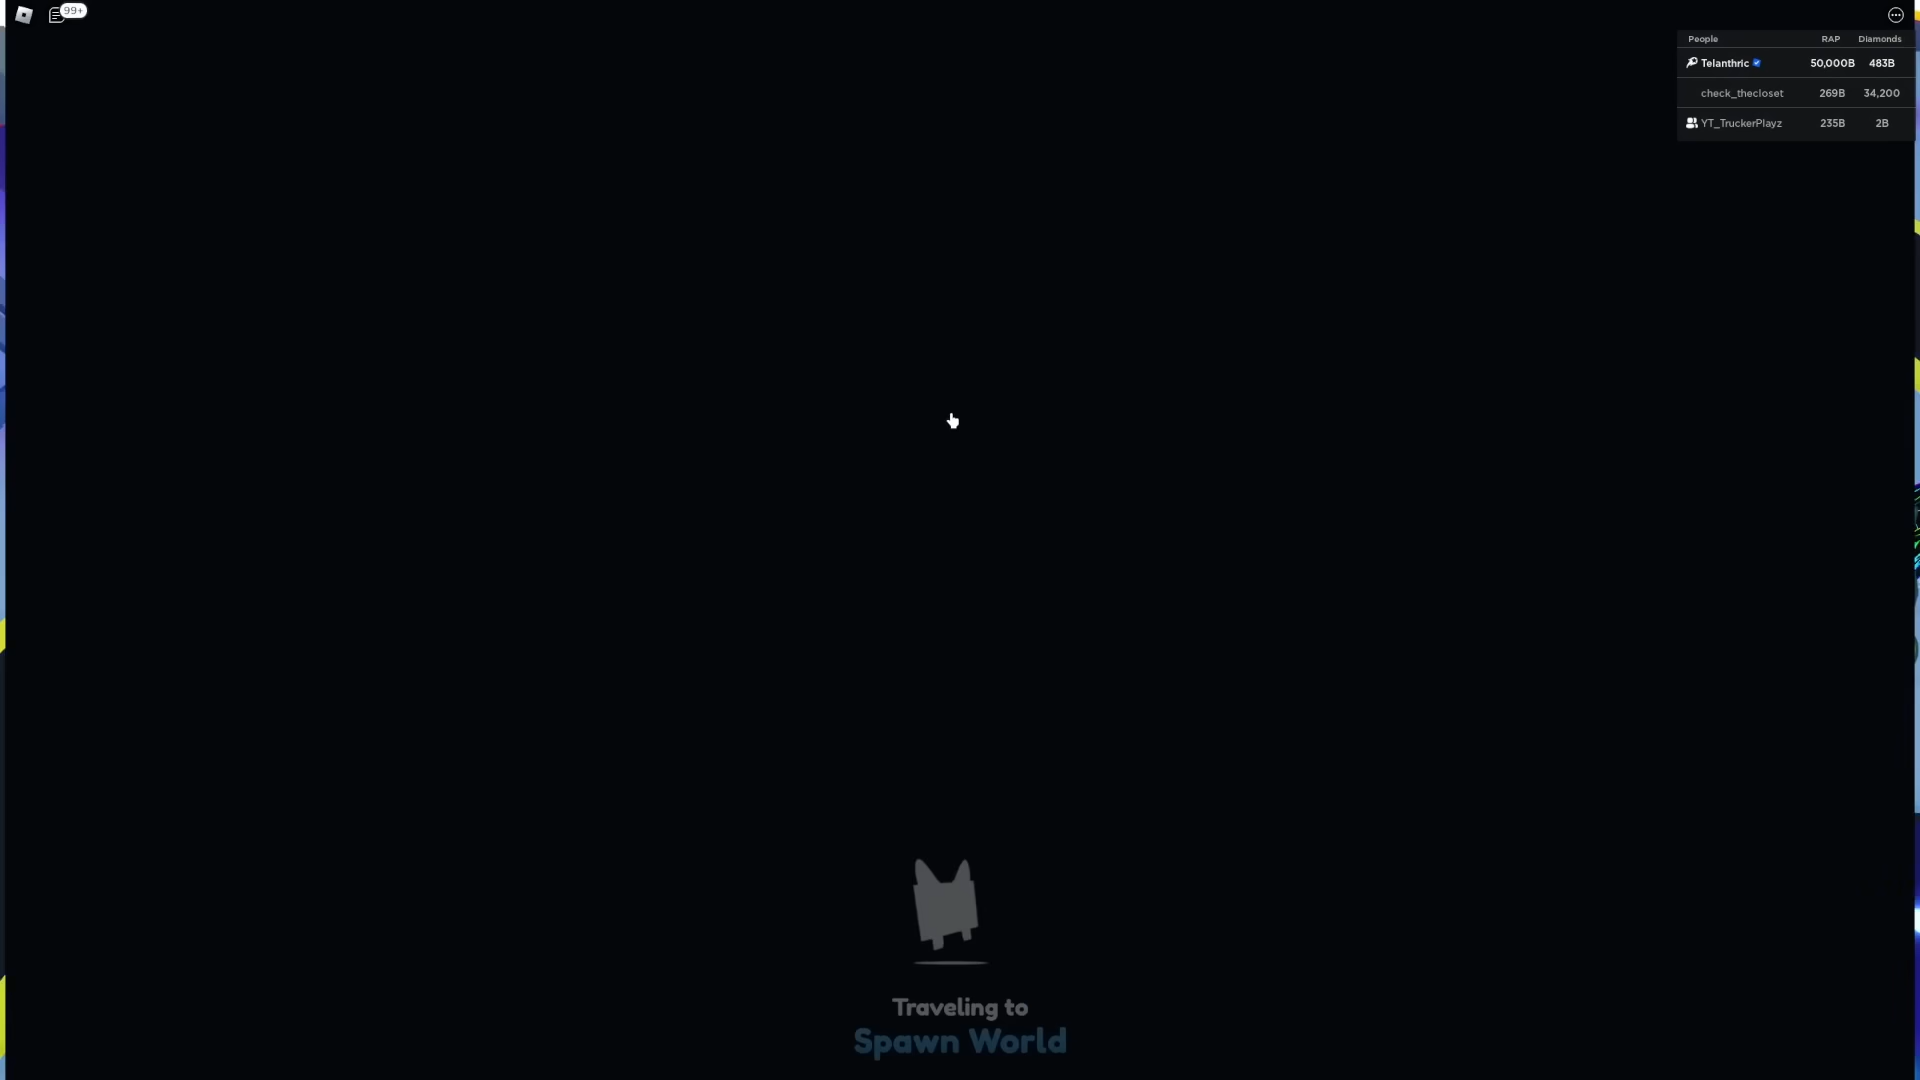 99+
People RAP Diamonds
Telanthric 50,000B 483B
check_thecloset 269B 34,200
YT_TruckerPlayz 235B 2B
Traveling to
Spawn World